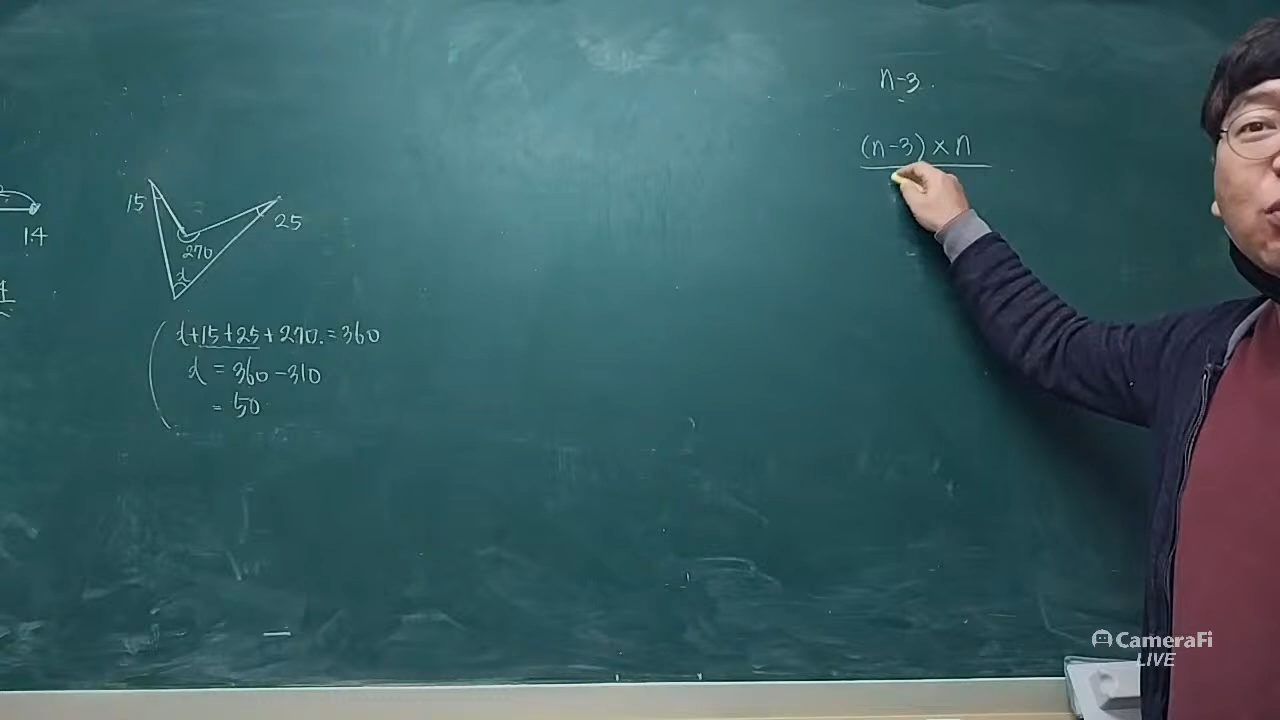 14
15
25
270
x
x+15+25+270.=360
x = 360-310
= 50
n-3
(n-3)×n
CameraFi
LIVE